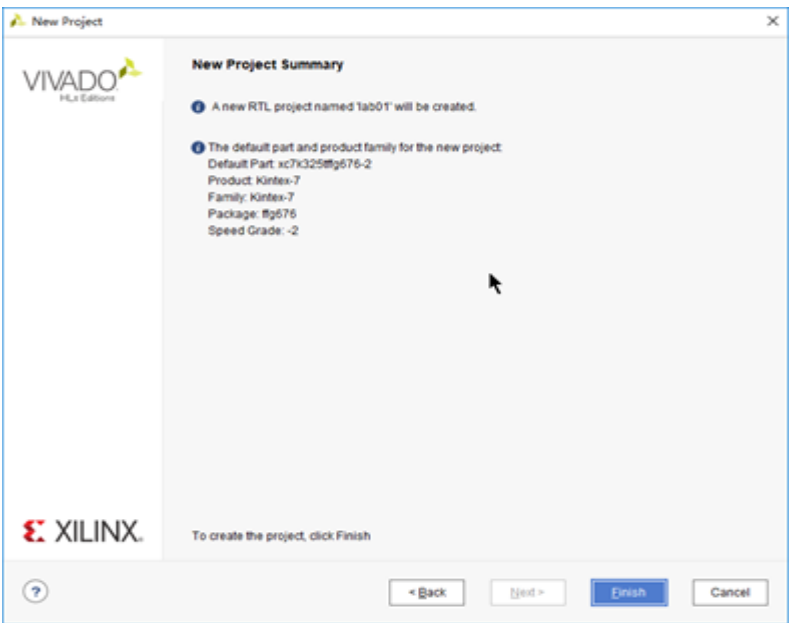 New Project
VIVADO
HLx Editions
New Project Summary
A new RTL project named 'lab01' will be created.
The default part and product family for the new project:
Default Part: xc7k325tffg676-2
Product: Kintex-7
Family: Kintex-7
Package: ffg676
Speed Grade: -2
XILINX
To create the project, click Finish
?
< Back
Next >
Finish
Cancel